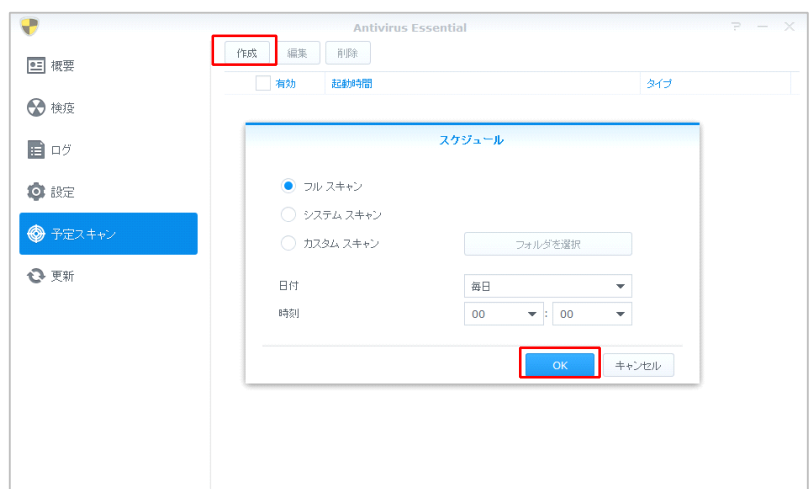 Antivirus Essential
作成 編集 削除
有効 起動時間 タイプ
概要
検疫
ログ
設定
予定スキャン
更新
スケジュール
フル スキャン
システム スキャン
カスタム スキャン フォルダを選択
日付 毎日
時刻 00 : 00
OK キャンセル